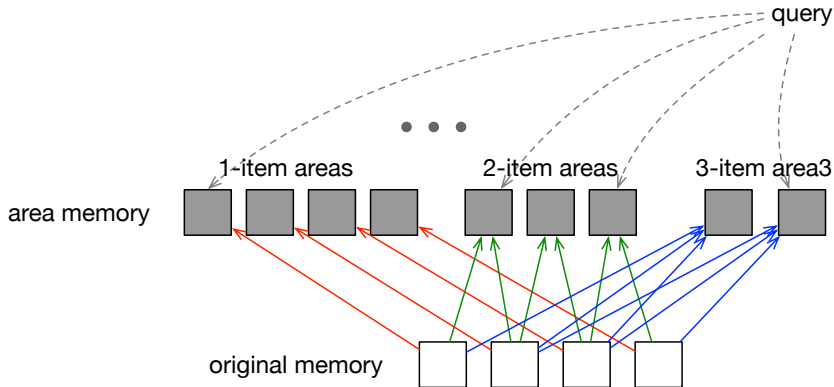 query
1-item areas 2-item areas 3-item area3
area memory
original memory